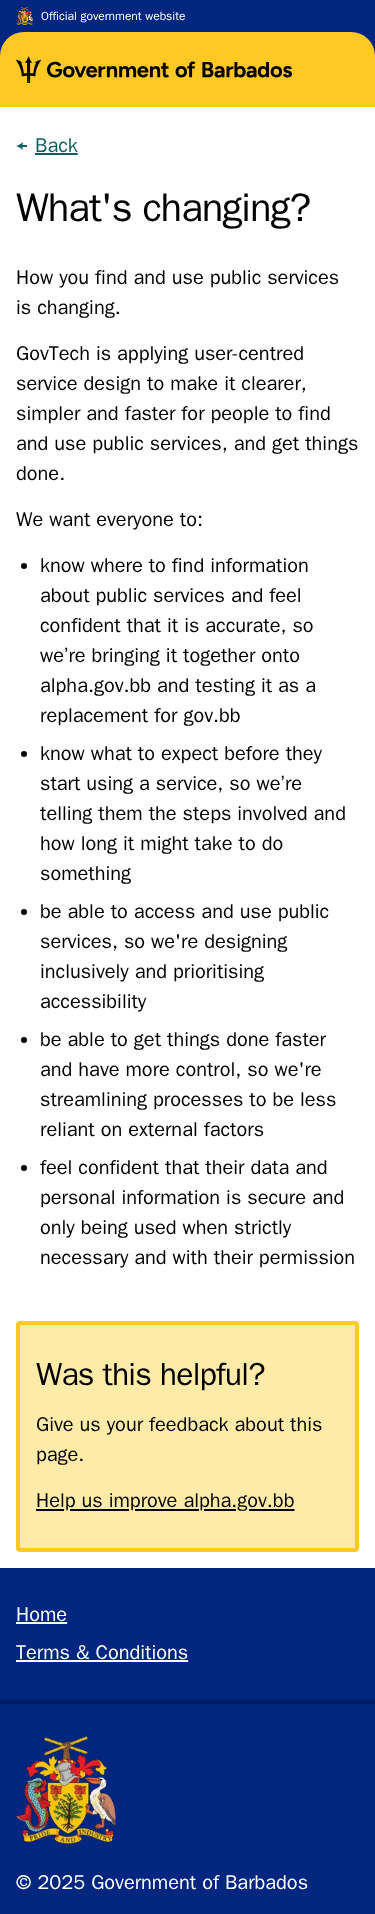 Official government website
Government of Barbados
Back
What's changing?
How you find and use public services
is changing.
GovTech is applying user-centred
service design to make it clearer,
simpler and faster for people to find
and use public services, and get things
done.
We want everyone to:
• know where to find information
about public services and feel
confident that it is accurate, so
we’re bringing it together onto
alpha.gov.bb and testing it as a
replacement for gov.bb
• know what to expect before they
start using a service, so we’re
telling them the steps involved and
how long it might take to do
something
• be able to access and use public
services, so we're designing
inclusively and prioritising
accessibility
• be able to get things done faster
and have more control, so we're
streamlining processes to be less
reliant on external factors
• feel confident that their data and
personal information is secure and
only being used when strictly
necessary and with their permission
Was this helpful?
Give us your feedback about this
page.
Help us improve alpha.gov.bb
Home
Terms & Conditions
PRIDE AND INDUSTRY
© 2025 Government of Barbados